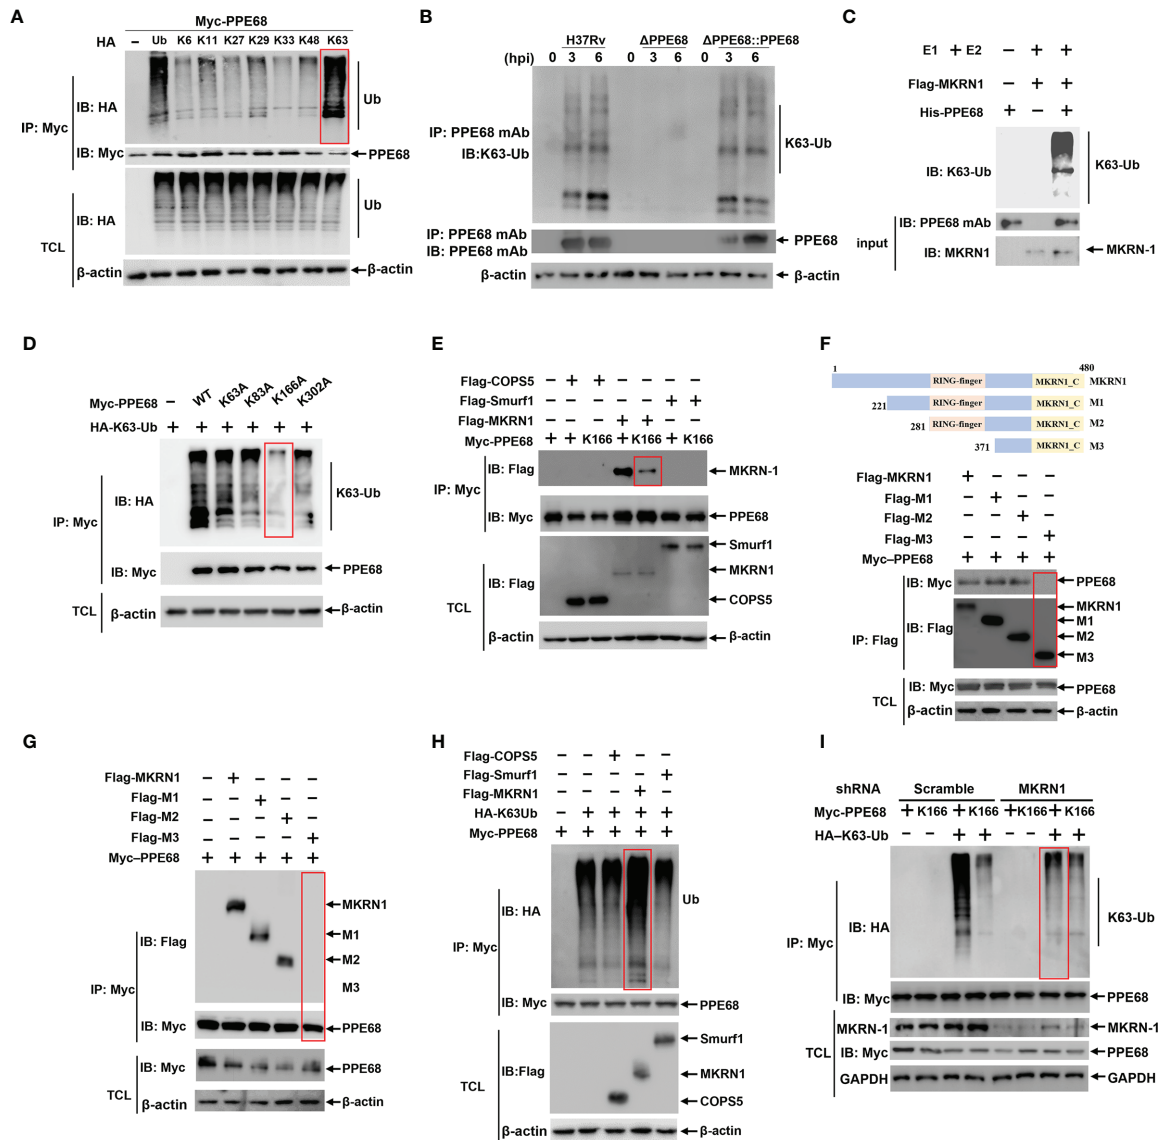 A
Myc-PPE68
HA – Ub K6 K11 K27 K29 K33 K48 K63
IP: Myc
IB: HA
Ub
IB: Myc
PPE68
TCL
IB: HA
Ub
β-actin
β-actin
B
H37Rv ΔPPE68 ΔPPE68::PPE68
(hpi) 0 3 6 0 3 6 0 3 6
IP: PPE68 mAb
IB:K63-Ub
K63-Ub
IP: PPE68 mAb
IB: PPE68 mAb
PPE68
β-actin
β-actin
C
E1 + E2 – + +
Flag-MKRN1 – + +
His-PPE68 + – +
IB: K63-Ub
K63-Ub
input
IB: PPE68 mAb
IB: MKRN1
MKRN-1
D
Myc-PPE68 – WT K63A K83A K166A K302A
HA-K63-Ub + + + + + +
IP: Myc
IB: HA
K63-Ub
IB: Myc
PPE68
TCL
β-actin
β-actin
E
Flag-COPS5 – + + – – – –
Flag-Smurf1 – – – – – + +
Flag-MKRN1 – – – + + – –
Myc-PPE68 + + K166 + K166 + K166
IP: Myc
IB: Flag
MKRN-1
IB: Myc
PPE68
TCL
IB: Flag
Smurf1
MKRN1
COPS5
β-actin
β-actin
F
1 480
RING-finger MKRN1_C MKRN1
221 RING-finger MKRN1_C M1
281 RING-finger MKRN1_C M2
371 MKRN1_C M3
Flag-MKRN1 + – – –
Flag-M1 – + – –
Flag-M2 – – + –
Flag-M3 – – – +
Myc–PPE68 + + + +
IP: Flag
IB: Myc
PPE68
IB: Flag
MKRN1
M1
M2
M3
TCL
IB: Myc
PPE68
β-actin
β-actin
G
Flag-MKRN1 – + – – –
Flag-M1 – – + – –
Flag-M2 – – – + –
Flag-M3 – – – – +
Myc–PPE68 + + + + +
IP: Myc
IB: Flag
MKRN1
M1
M2
M3
IB: Myc
PPE68
TCL
IB: Myc
PPE68
β-actin
β-actin
H
Flag-COPS5 – – + – –
Flag-Smurf1 – – – – +
Flag-MKRN1 – – – + –
HA-K63Ub – + + + +
Myc-PPE68 + + + + +
IP: Myc
IB: HA
Ub
IB: Myc
PPE68
TCL
IB:Flag
Smurf1
MKRN1
COPS5
β-actin
β-actin
I
shRNA Scramble MKRN1
Myc-PPE68 + K166 + K166 + K166 + K166
HA–K63-Ub – – + + – – + +
IP: Myc
IB: HA
K63-Ub
IB: Myc
PPE68
TCL
MKRN-1
MKRN-1
IB: Myc
PPE68
GAPDH
GAPDH